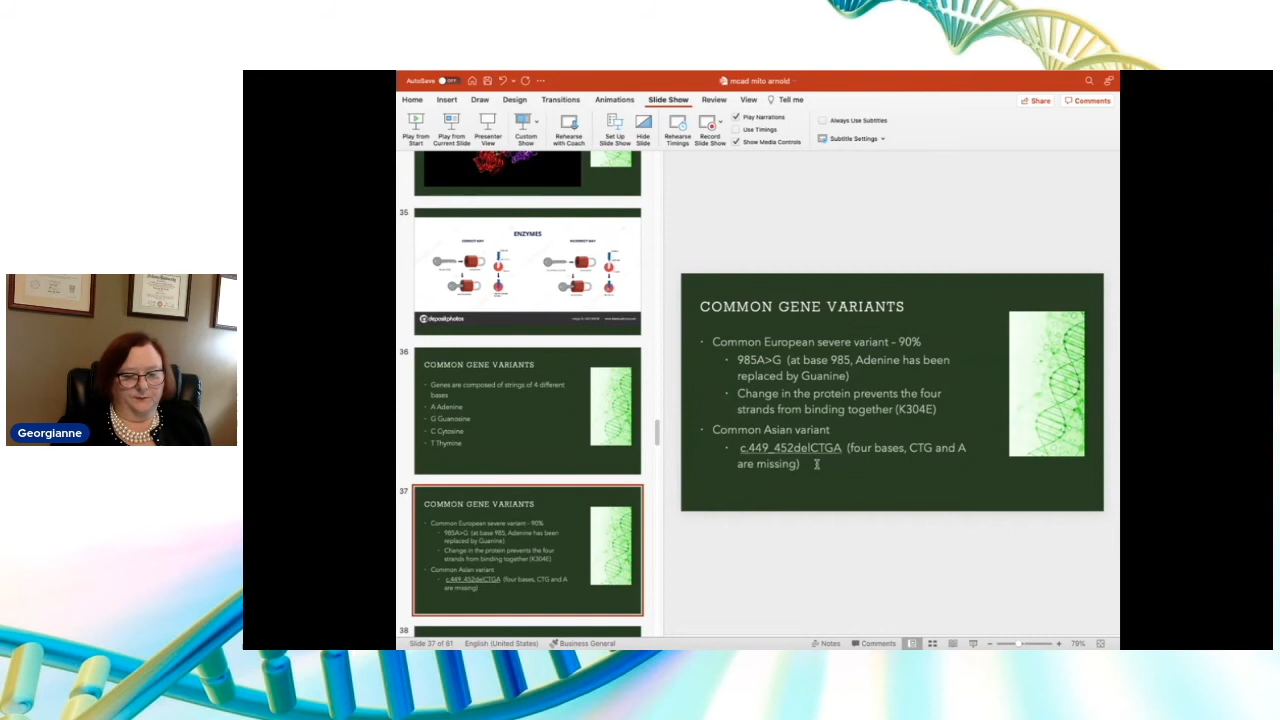 AutoSave OFF
mcad mito arnold
Home Insert Draw Design Transitions Animations Slide Show Review View Tell me
Share Comments
Play from Start
Play from Current Slide
Presenter View
Custom Show
Rehearse with Coach
Set Up Slide Show
Hide Slide
Rehearse Timings
Record Slide Show
Play Narrations
Use Timings
Show Media Controls
Always Use Subtitles
Subtitle Settings
35
ENZYMES
CORRECT WAY
INCORRECT WAY
depositphotos
36
COMMON GENE VARIANTS
Genes are composed of strings of 4 different
bases
A Adenine
G Guanosine
C Cytosine
T Thymine
37
COMMON GENE VARIANTS
Common European severe variant - 90%
985A>G (at base 985, Adenine has been
replaced by Guanine)
Change in the protein prevents the four
strands from binding together (K304E)
Common Asian variant
c.449_452delCTGA (four bases, CTG and A
are missing)
38
COMMON GENE VARIANTS
Common European severe variant – 90%
985A>G (at base 985, Adenine has been
replaced by Guanine)
Change in the protein prevents the four
strands from binding together (K304E)
Common Asian variant
c.449_452delCTGA (four bases, CTG and A
are missing)
Georgianne
Slide 37 of 61 English (United States) Business General
Notes Comments 79%